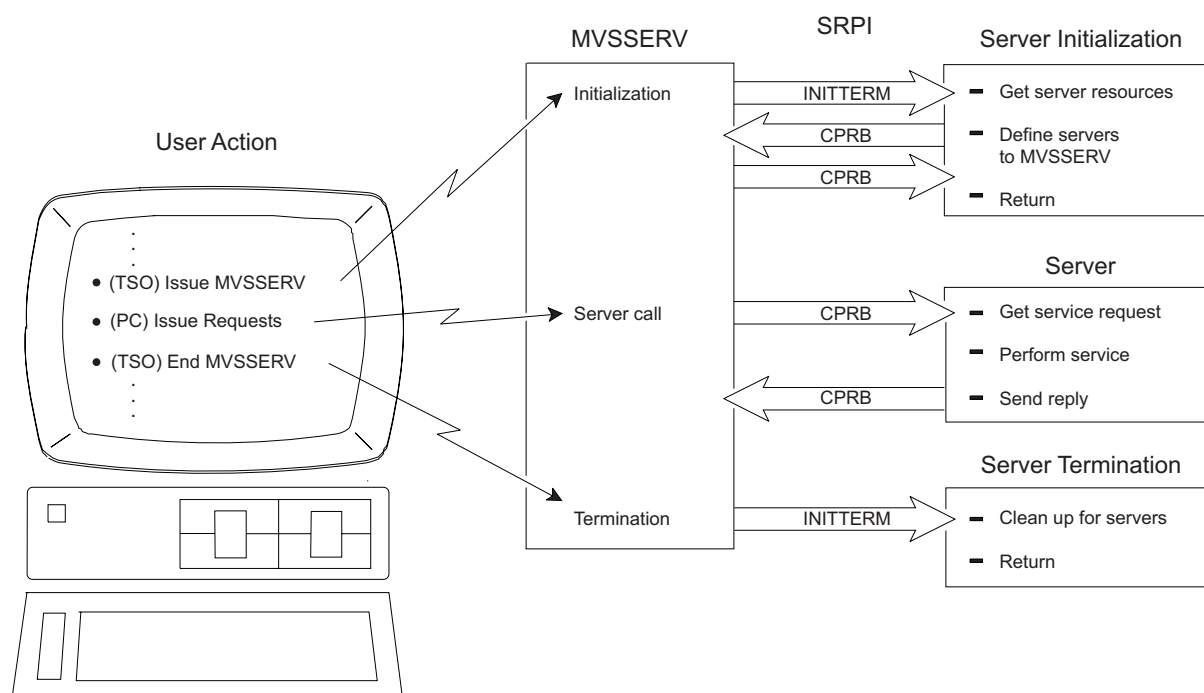 User Action
(TSO) Issue MVSSERV
(PC) Issue Requests
(TSO) End MVSSERV
MVSSERV
Initialization
Server call
Termination
SRPI
INITTERM
CPRB
CPRB
CPRB
CPRB
INITTERM
Server Initialization
Get server resources
Define servers
to MVSSERV
Return
Server
Get service request
Perform service
Send reply
Server Termination
Clean up for servers
Return